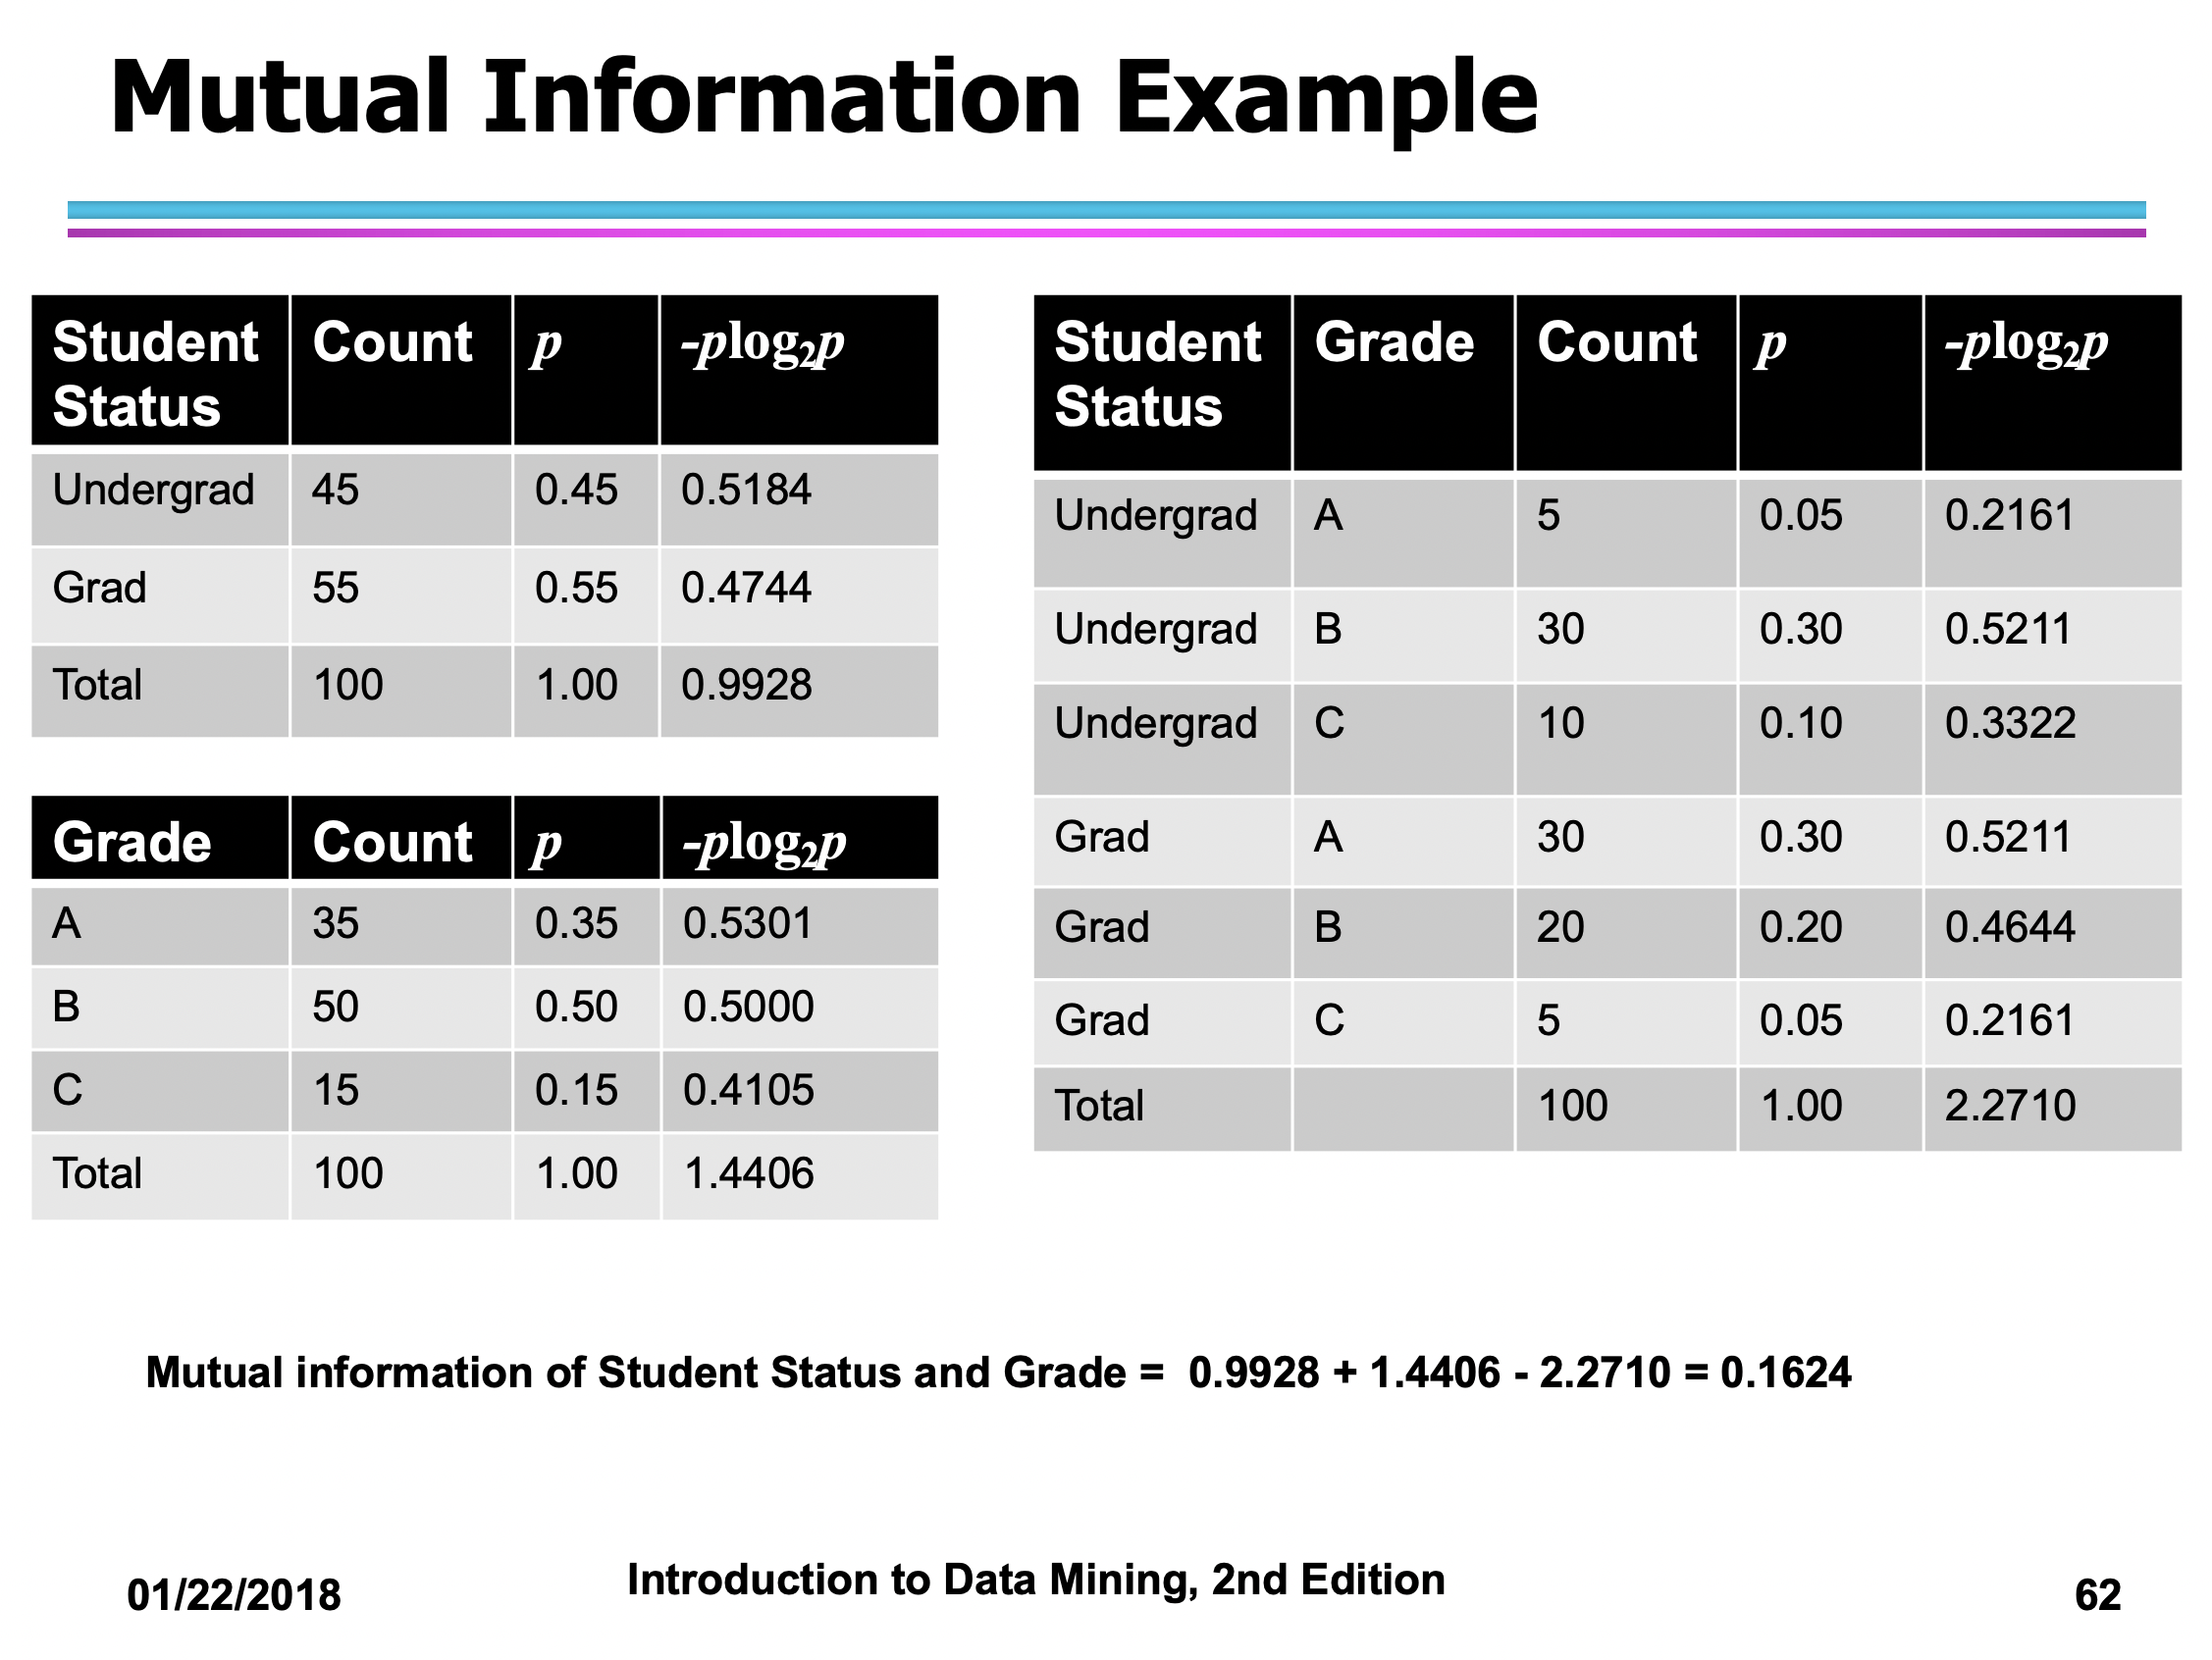 Mutual Information Example
Student Status Count p -plog₂p
Undergrad 45 0.45 0.5184
Grad 55 0.55 0.4744
Total 100 1.00 0.9928
Grade Count p -plog₂p
A 35 0.35 0.5301
B 50 0.50 0.5000
C 15 0.15 0.4105
Total 100 1.00 1.4406
Student Status Grade Count p -plog₂p
Undergrad A 5 0.05 0.2161
Undergrad B 30 0.30 0.5211
Undergrad C 10 0.10 0.3322
Grad A 30 0.30 0.5211
Grad B 20 0.20 0.4644
Grad C 5 0.05 0.2161
Total 100 1.00 2.2710
Mutual information of Student Status and Grade = 0.9928 + 1.4406 - 2.2710 = 0.1624
01/22/2018
Introduction to Data Mining, 2nd Edition
62